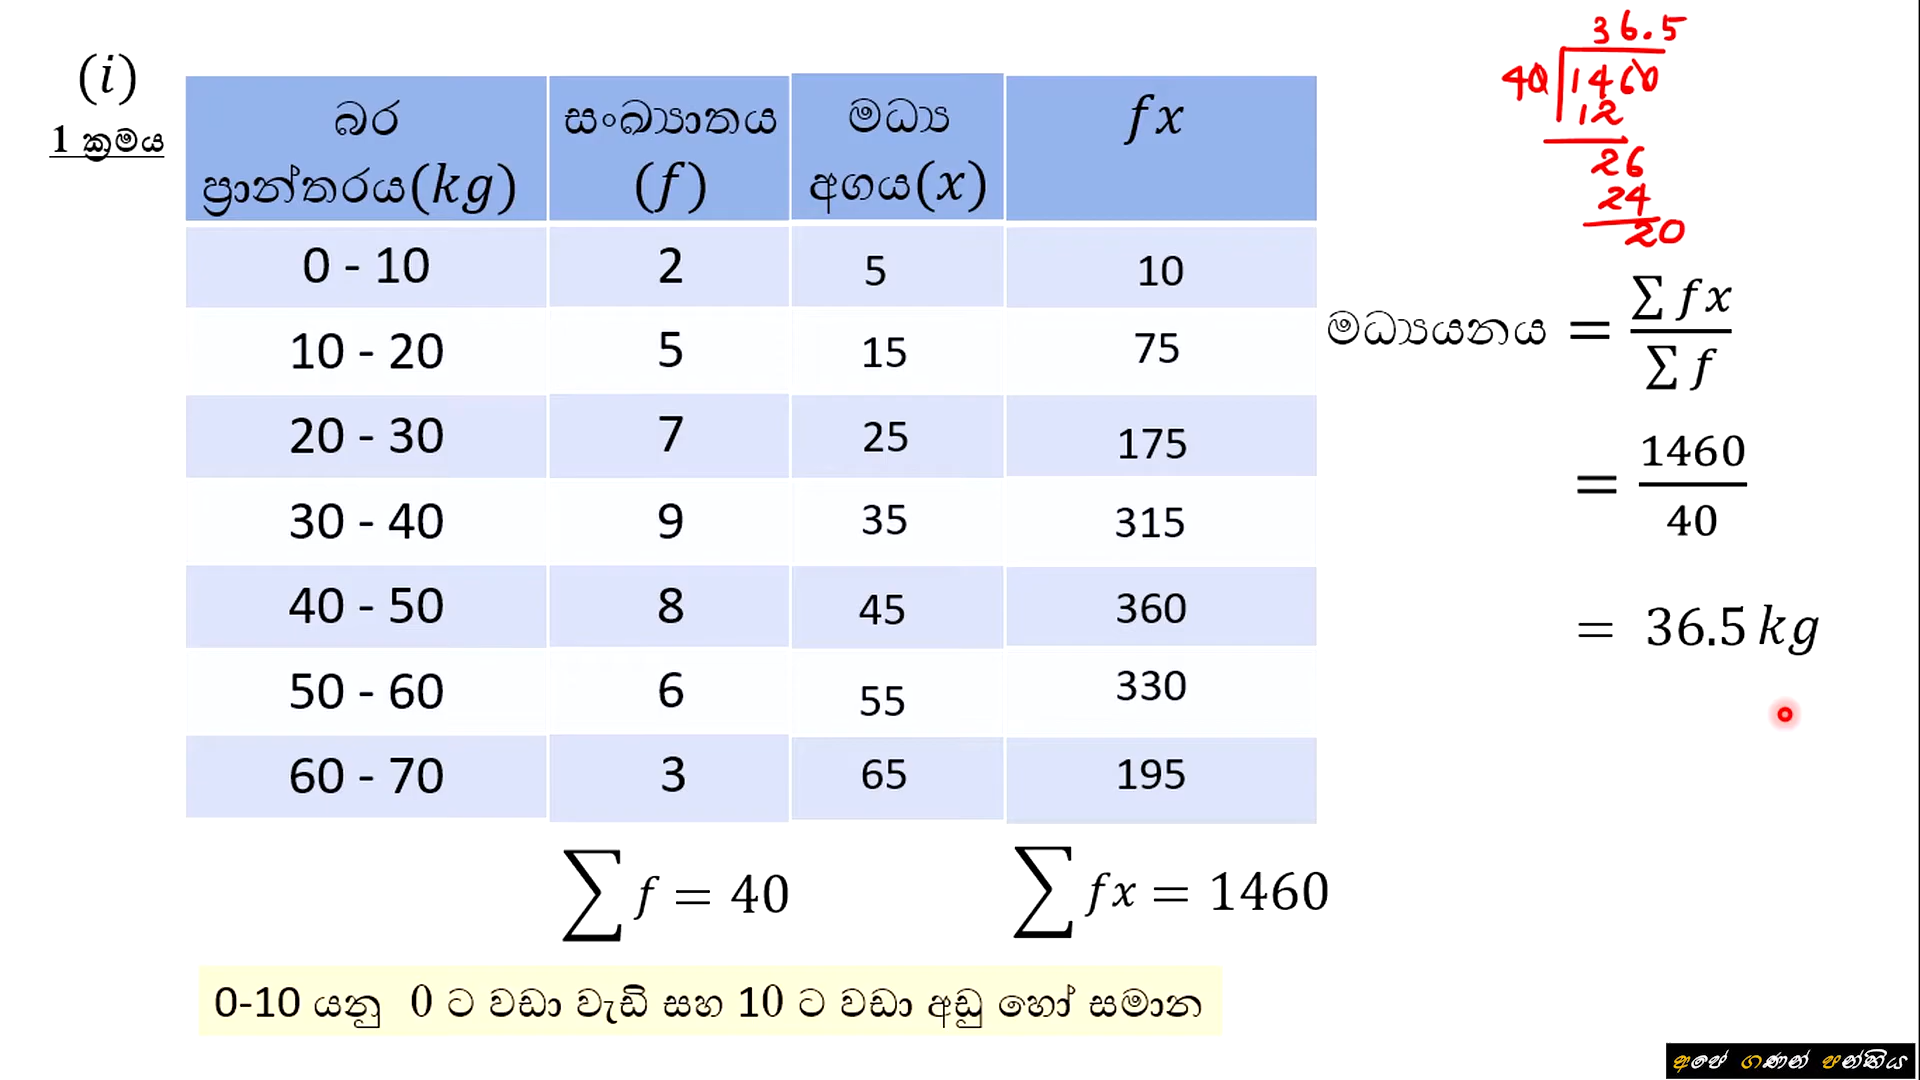 (i)
1 ක්‍රමය
බර ප්‍රාන්තරය(kg) සංඛ්‍යාතය (f) මධ්‍ය අගය(x) fx
0 - 10 2 5 10
10 - 20 5 15 75
20 - 30 7 25 175
30 - 40 9 35 315
40 - 50 8 45 360
50 - 60 6 55 330
60 - 70 3 65 195
∑ f = 40 ∑ fx = 1460
0-10 යනු 0 ට වඩා වැඩි සහ 10 ට වඩා අඩු හෝ සමාන
36.5
40 1460
12
26
24
20
මධ්‍යයනය = ∑ fx / ∑ f
= 1460 / 40
= 36.5 kg
අපේ ගණන් පන්තිය